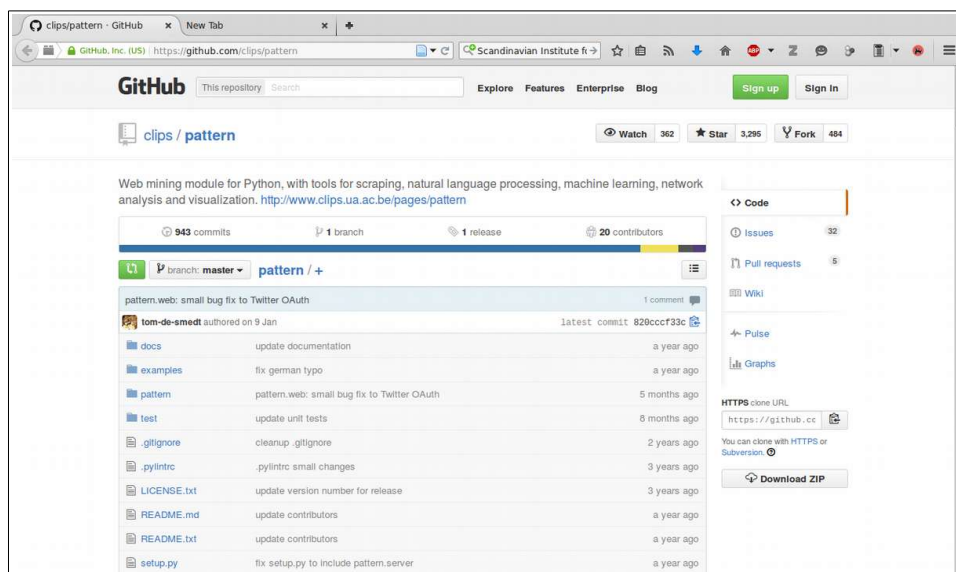 clips/pattern · GitHub
New Tab
GitHub, Inc. (US) https://github.com/clips/pattern
Scandinavian Institute fo
GitHub This repository Search Explore Features Enterprise Blog Sign up Sign in
clips / pattern
Watch 362 Star 3,295 Fork 484
Web mining module for Python, with tools for scraping, natural language processing, machine learning, network
analysis and visualization. http://www.clips.ua.ac.be/pages/pattern
943 commits 1 branch 1 release 20 contributors
branch: master pattern / +
pattern.web: small bug fix to Twitter OAuth 1 comment
tom-de-smedt authored on 9 Jan latest commit 820cccf33c
docs update documentation a year ago
examples fix german typo a year ago
pattern pattern.web: small bug fix to Twitter OAuth 5 months ago
test update unit tests 8 months ago
.gitignore cleanup .gitignore 2 years ago
.pylintrc .pylintrc small changes 3 years ago
LICENSE.txt update version number for release 3 years ago
README.md update contributors a year ago
README.txt update contributors a year ago
setup.py fix setup.py to include pattern.server a year ago
Code
Issues 32
Pull requests 5
Wiki
Pulse
Graphs
HTTPS clone URL
https://github.cc
You can clone with HTTPS or
Subversion.
Download ZIP